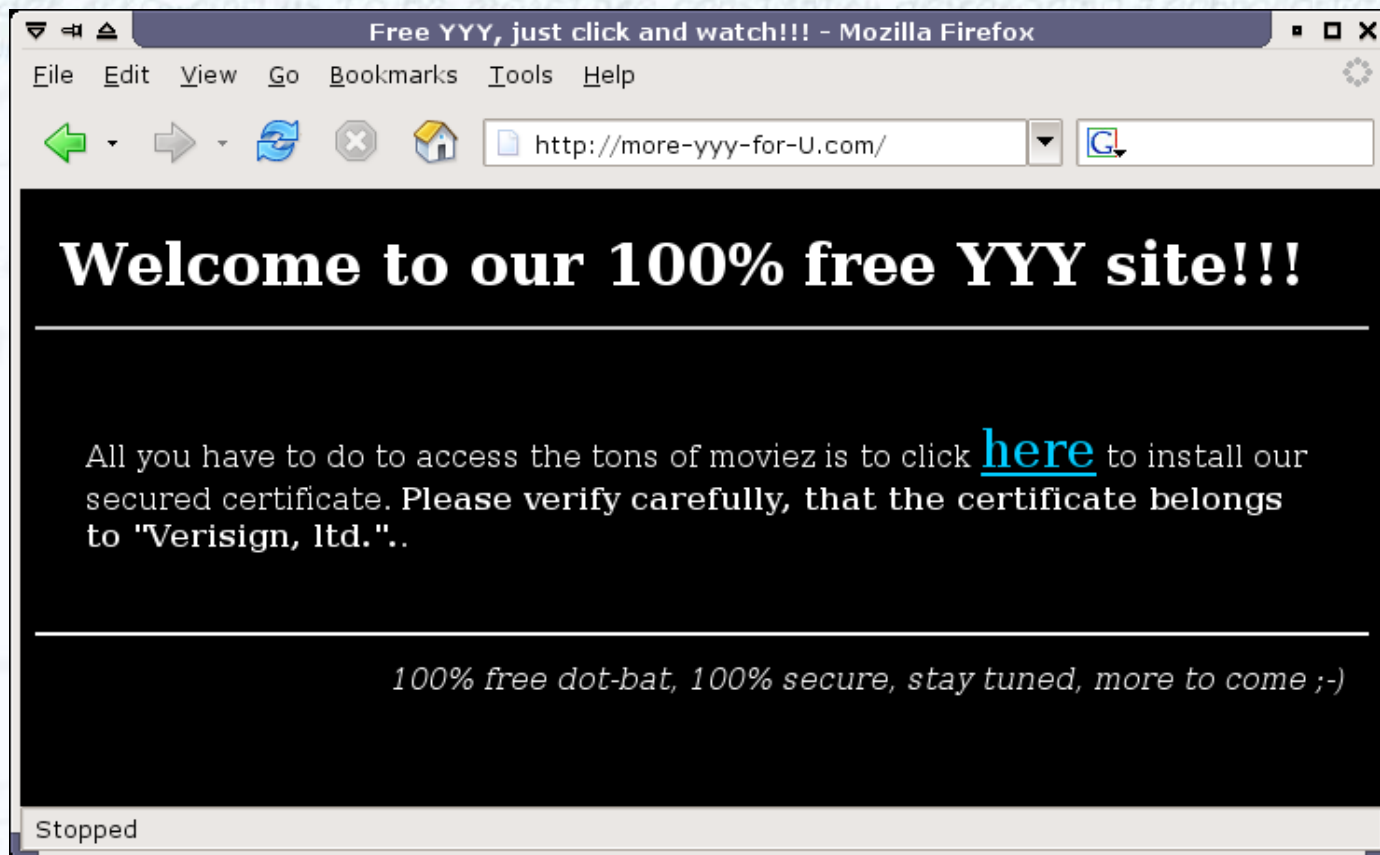 Free YYY, just click and watch!!! - Mozilla Firefox
File Edit View Go Bookmarks Tools Help
http://more-yyy-for-U.com/ G
Welcome to our 100% free YYY site!!!
All you have to do to access the tons of moviez is to click here to install our
secured certificate. Please verify carefully, that the certificate belongs
to "Verisign, ltd."..
100% free dot-bat, 100% secure, stay tuned, more to come ;-)
Stopped